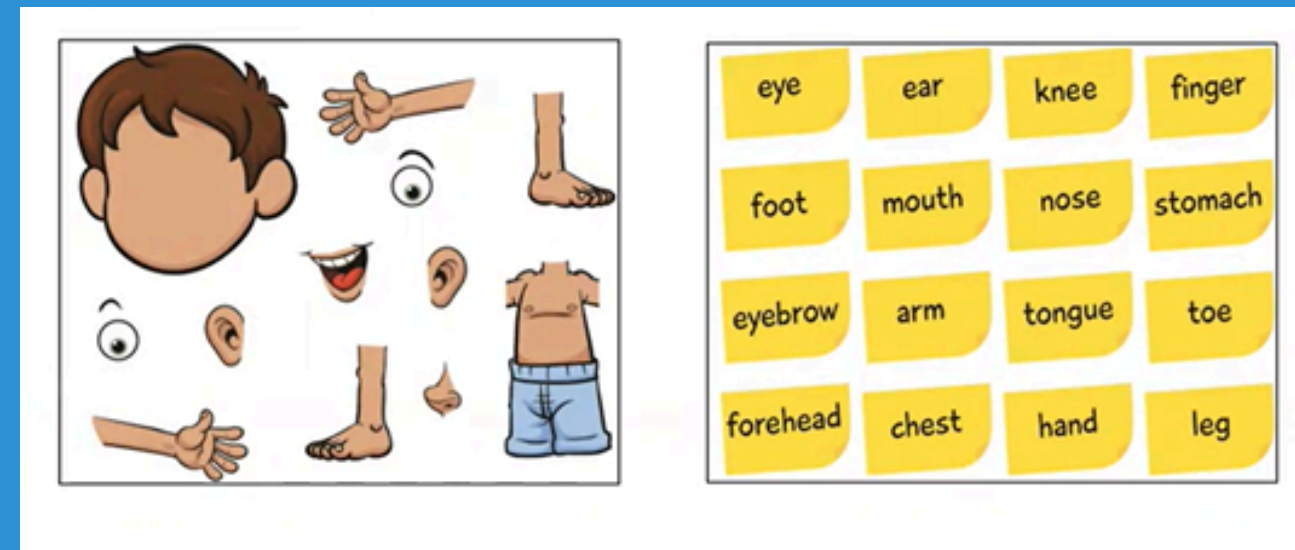 eye ear knee finger
foot mouth nose stomach
eyebrow arm tongue toe
forehead chest hand leg